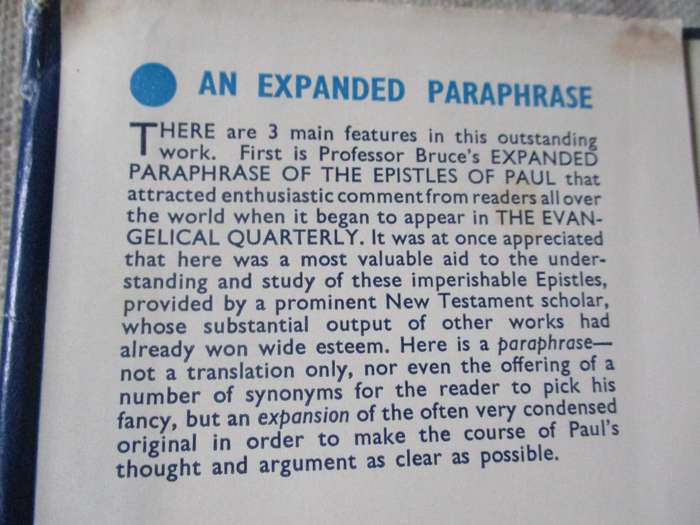 AN EXPANDED PARAPHRASE
THERE are 3 main features in this outstanding
work. First is Professor Bruce's EXPANDED
PARAPHRASE OF THE EPISTLES OF PAUL that
attracted enthusiastic comment from readers all over
the world when it began to appear in THE EVAN-
GELICAL QUARTERLY. It was at once appreciated
that here was a most valuable aid to the under-
standing and study of these imperishable Epistles,
provided by a prominent New Testament scholar,
whose substantial output of other works had
already won wide esteem. Here is a paraphrase—
not a translation only, nor even the offering of a
number of synonyms for the reader to pick his
fancy, but an expansion of the often very condensed
original in order to make the course of Paul's
thought and argument as clear as possible.